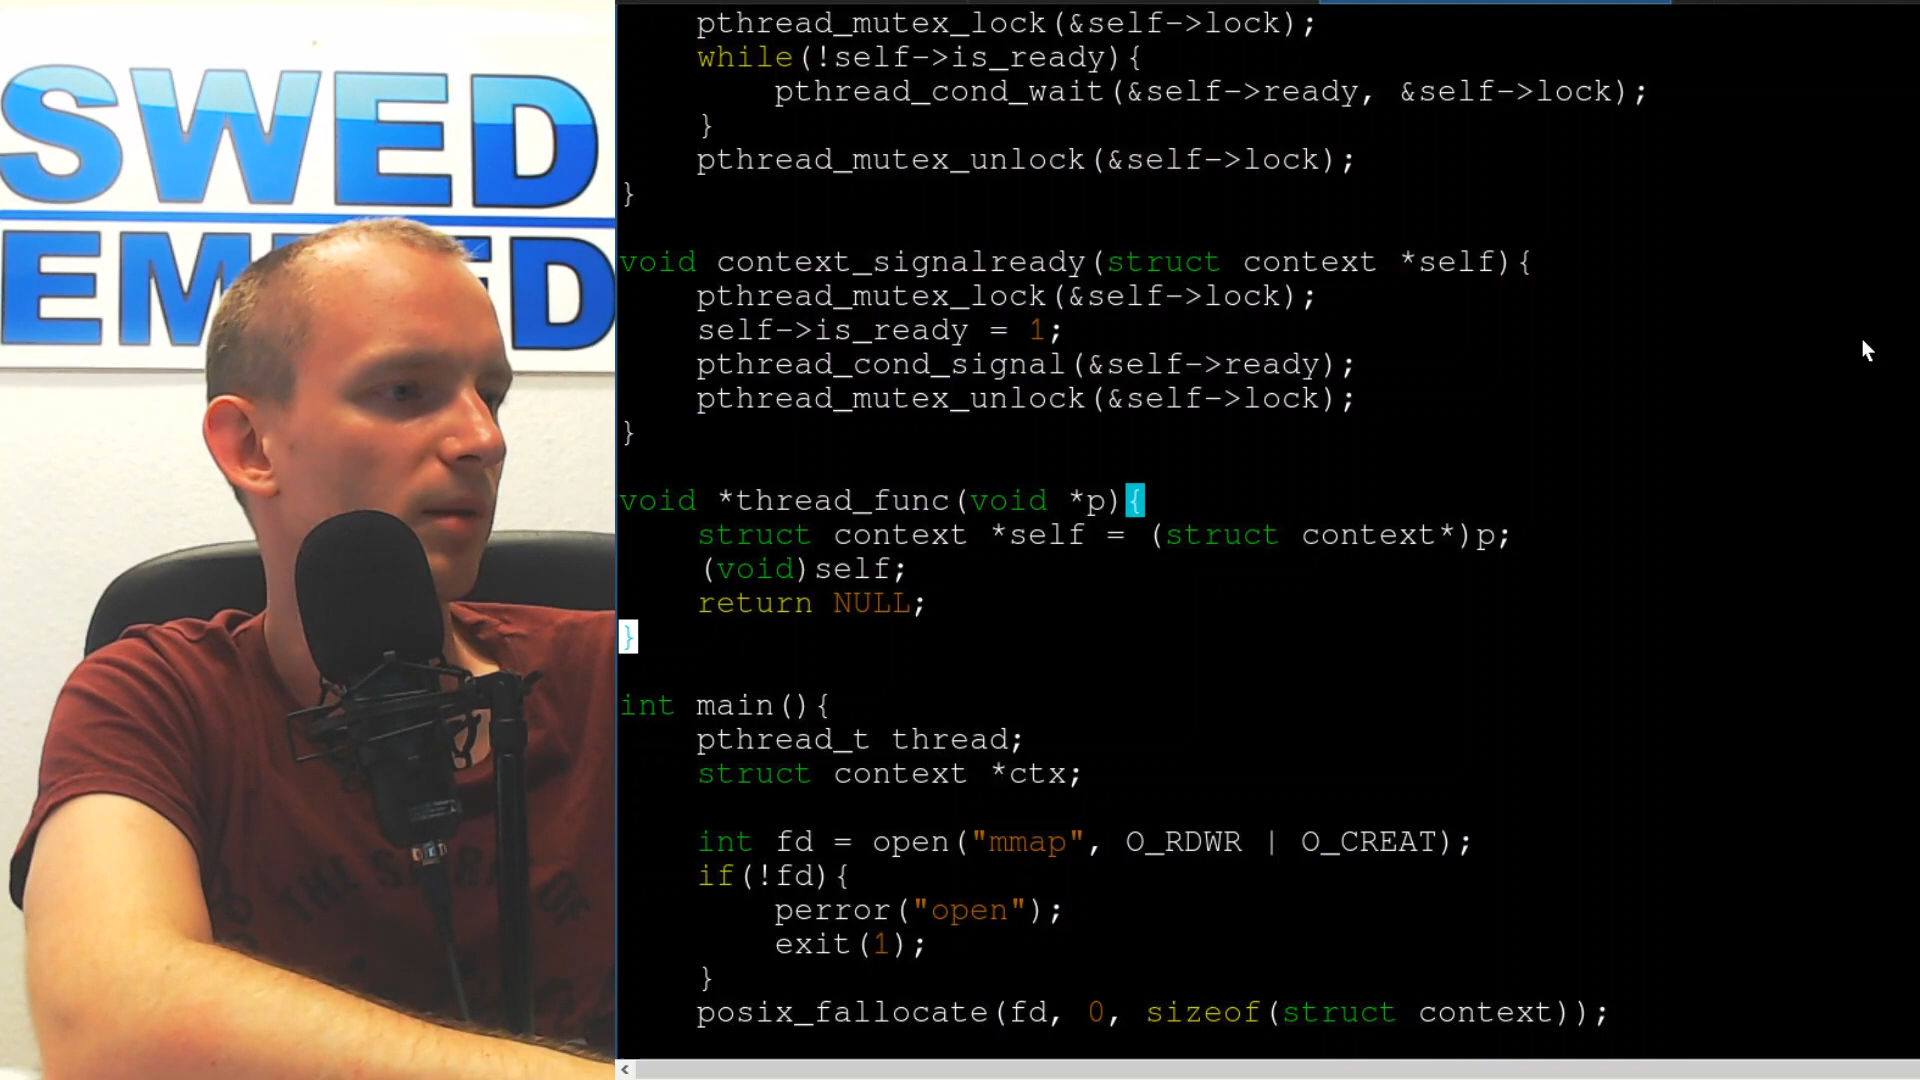 SWED
EMBED
pthread_mutex_lock(&self->lock);
while(!self->is_ready){
pthread_cond_wait(&self->ready, &self->lock);
}
pthread_mutex_unlock(&self->lock);
}
void context_signalready(struct context *self){
pthread_mutex_lock(&self->lock);
self->is_ready = 1;
pthread_cond_signal(&self->ready);
pthread_mutex_unlock(&self->lock);
}
void *thread_func(void *p){
struct context *self = (struct context*)p;
(void)self;
return NULL;
}
int main(){
pthread_t thread;
struct context *ctx;
int fd = open("mmap", O_RDWR | O_CREAT);
if(!fd){
perror("open");
exit(1);
}
posix_fallocate(fd, 0, sizeof(struct context));